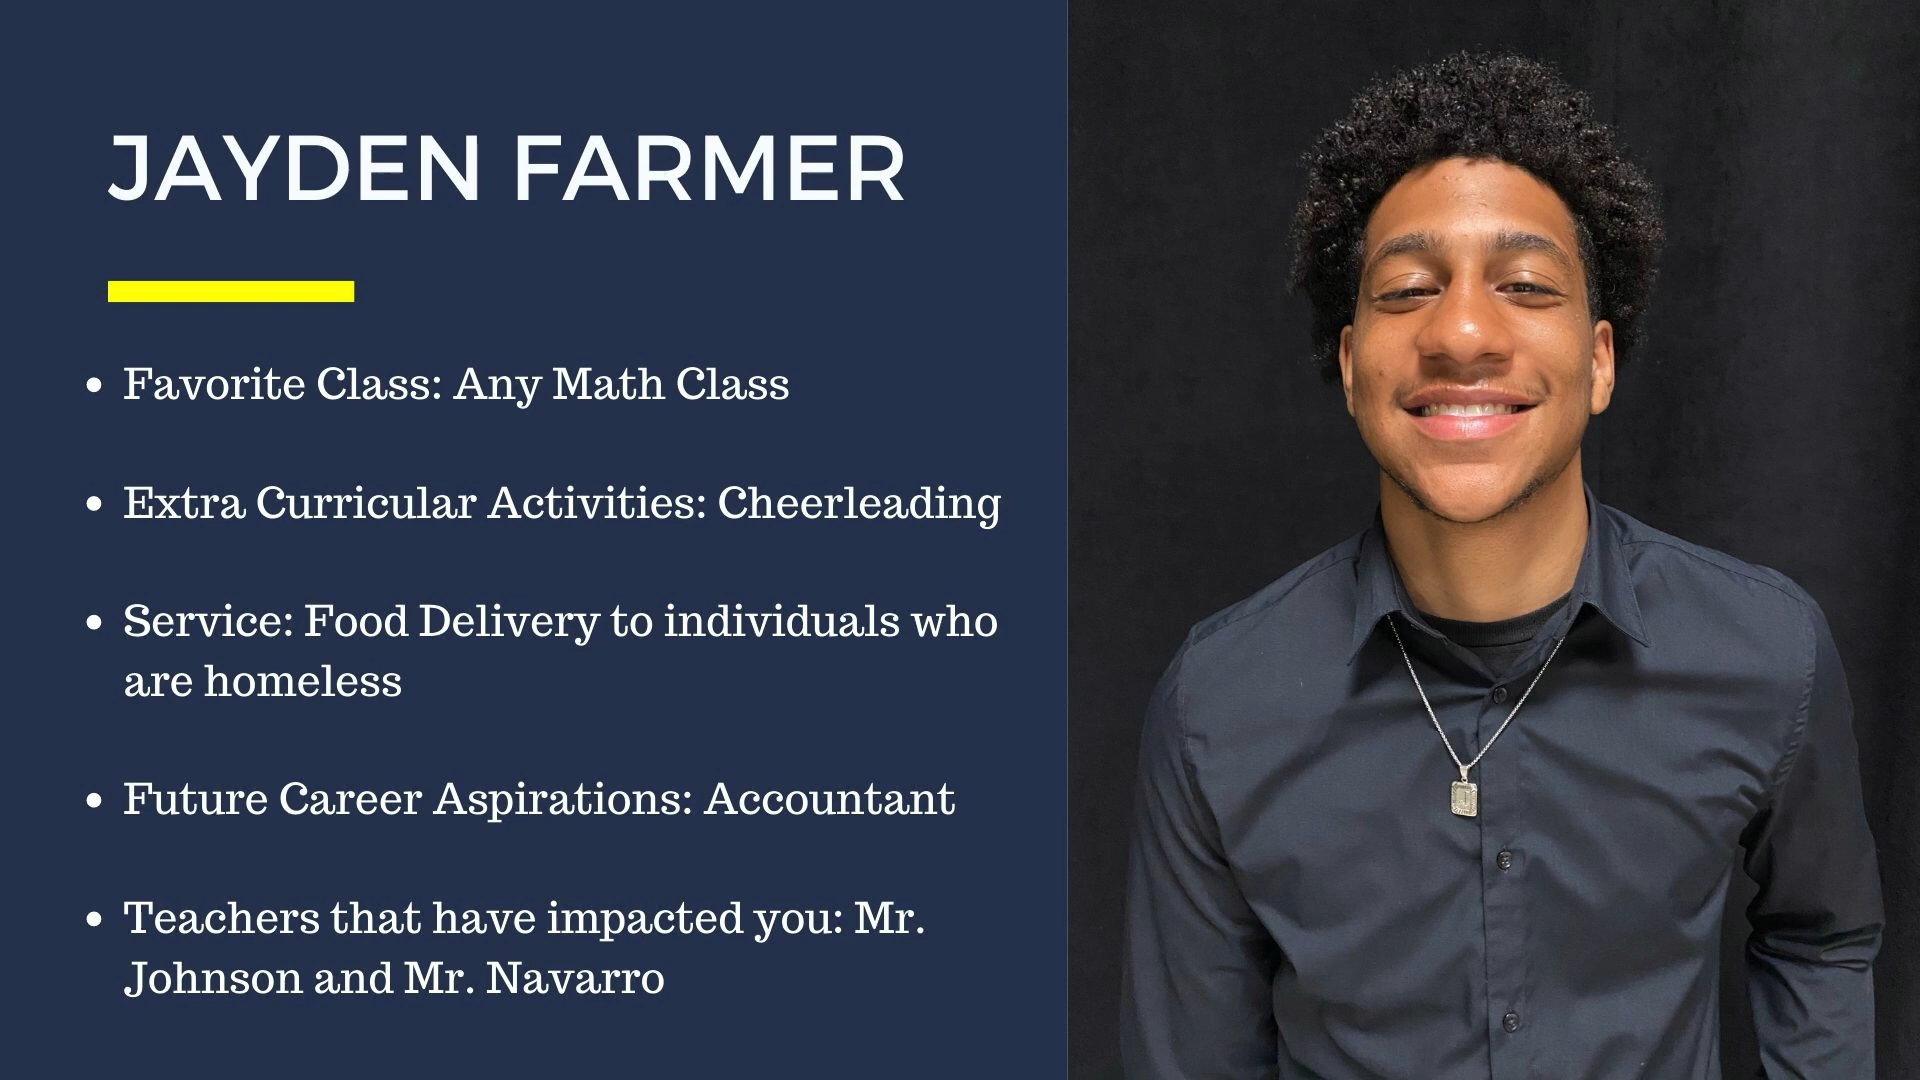 JAYDEN FARMER
• Favorite Class: Any Math Class
• Extra Curricular Activities: Cheerleading
• Service: Food Delivery to individuals who
are homeless
• Future Career Aspirations: Accountant
• Teachers that have impacted you: Mr.
Johnson and Mr. Navarro
J